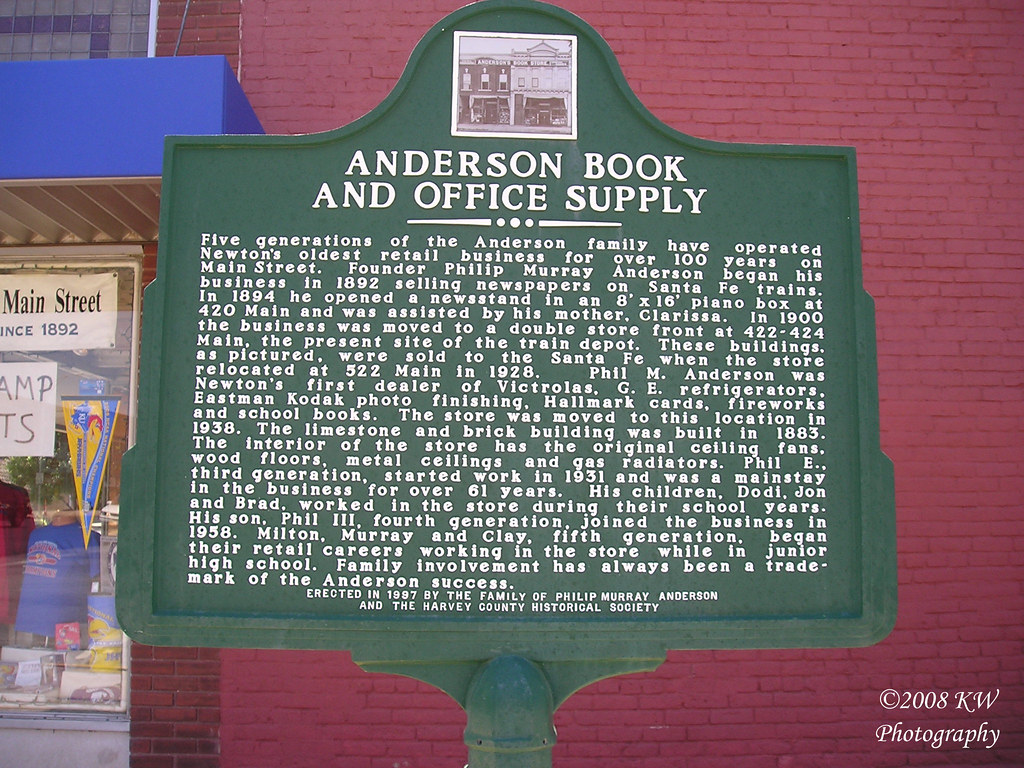 ANDERSON'S BOOK STORE
ANDERSON BOOK
AND OFFICE SUPPLY
Five generations of the Anderson family have operated
Newton's oldest retail business for over 100 years on
Main Street. Founder Philip Murray Anderson began his
business in 1892 selling newspapers on Santa Fe trains.
In 1894 he opened a newsstand in an 8' x 16' piano box at
420 Main and was assisted by his mother, Clarissa. In 1900
the business was moved to a double store front at 422-424
Main, the present site of the train depot. These buildings,
as pictured, were sold to the Santa Fe when the store
relocated at 522 Main in 1928. Phil M. Anderson was
Newton's first dealer of Victrolas, G. E. refrigerators,
Eastman Kodak photo finishing, Hallmark cards, fireworks
and school books. The store was moved to this location in
1938. The limestone and brick building was built in 1883.
The interior of the store has the original ceiling fans,
wood floors, metal ceilings and gas radiators. Phil E.,
third generation, started work in 1931 and was a mainstay
in the business for over 61 years. His children, Dodi, Jon
and Brad, worked in the store during their school years.
His son, Phil III, fourth generation, joined the business in
1958. Milton, Murray and Clay, fifth generation, began
their retail careers working in the store while in junior
high school. Family involvement has always been a trade-
mark of the Anderson success.
ERECTED IN 1997 BY THE FAMILY OF PHILIP MURRAY ANDERSON
AND THE HARVEY COUNTY HISTORICAL SOCIETY
Main Street
INCE 1892
AMP
TS
©2008 KW
Photography